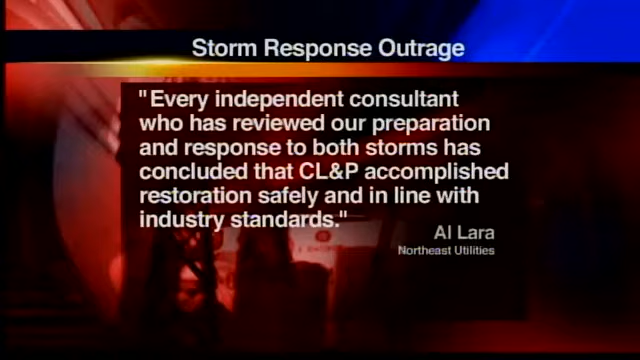 Storm Response Outrage
"Every independent consultant
who has reviewed our preparation
and response to both storms has
concluded that CL&P accomplished
restoration safely and in line with
industry standards."
Al Lara
Northeast Utilities